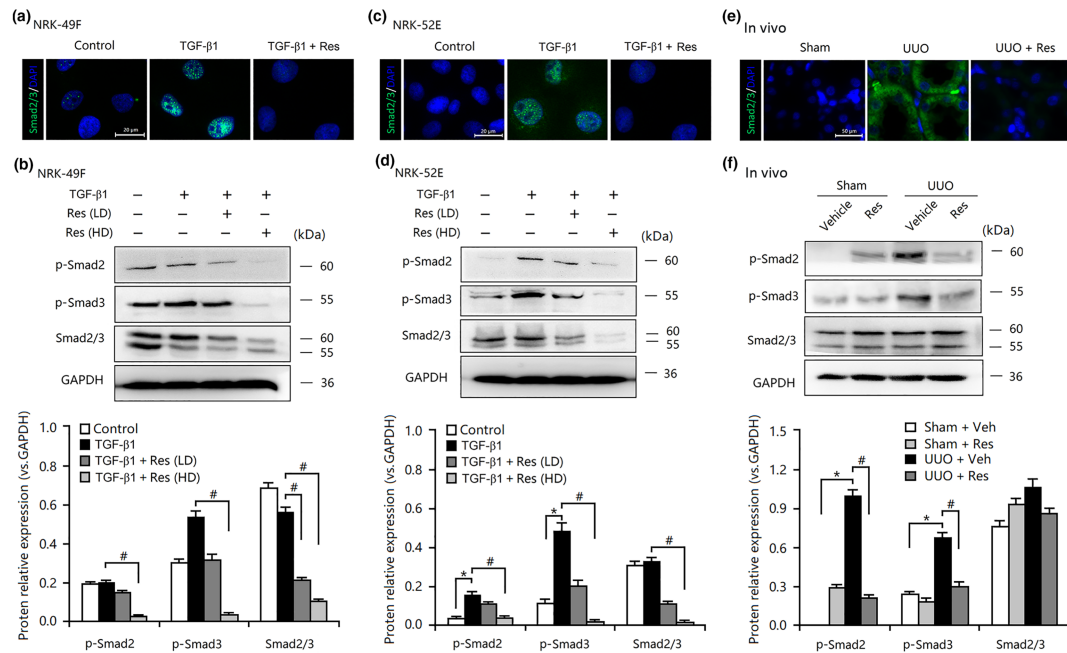 (a) NRK-49F
Control TGF-β1 TGF-β1 + Res
Smad2/3/DAPI
20 μm
(b) NRK-49F
TGF-β1 – + + +
Res (LD) – – + –
Res (HD) – – – +
(kDa)
p-Smad2 — 60
p-Smad3 — 55
Smad2/3 — 60
— 55
GAPDH — 36
Proten relative expression (vs.GAPDH)
1.0
0.8
0.6
0.4
0.2
0.0
Control
TGF-β1
TGF-β1 + Res (LD)
TGF-β1 + Res (HD)
# # # #
p-Smad2 p-Smad3 Smad2/3
(c) NRK-52E
Control TGF-β1 TGF-β1 + Res
Smad2/3/DAPI
20 μm
(d) NRK-52E
TGF-β1 – + + +
Res (LD) – – + –
Res (HD) – – – +
(kDa)
p-Smad2 — 60
p-Smad3 — 55
Smad2/3 — 60
— 55
GAPDH — 36
Proten relative expression (vs.GAPDH)
1.0
0.8
0.6
0.4
0.2
0.0
Control
TGF-β1
TGF-β1 + Res (LD)
TGF-β1 + Res (HD)
* # * # #
p-Smad2 p-Smad3 Smad2/3
(e) In vivo
Sham UUO UUO + Res
Smad2/3/DAPI
50 μm
(f) In vivo
Sham UUO
Vehicle Res Vehicle Res
(kDa)
p-Smad2 — 60
p-Smad3 — 55
Smad2/3 — 60
— 55
GAPDH — 36
Proten relative expression (vs.GAPDH)
1.5
1.2
0.9
0.6
0.3
0.0
Sham + Veh
Sham + Res
UUO + Veh
UUO + Res
* # * #
p-Smad2 p-Smad3 Smad2/3